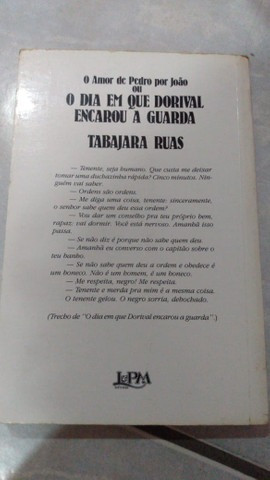 O Amor de Pedro por João
ou
O DIA EM QUE DORIVAL
ENCAROU A GUARDA
TABAJARA RUAS
— Tenente, seja humano. Que custa me deixar
tomar uma duchazinha rápida? Cinco minutos. Nin-
guém vai saber.
— Ordens são ordens.
— Me diga uma coisa, tenente: sinceramente,
o senhor sabe quem deu essa ordem?
— Vou dar um conselho pra teu próprio bem,
rapaz: vai dormir. Você está nervoso. Amanhã isto
passa.
— Se não diz é porque não sabe quem deu.
— Amanhã eu converso com o capitão sobre o
teu banho.
— Se não sabe quem deu a ordem e obedece é
um boneco. Não é um homem, é um boneco.
— Me respeita, negro! Me respeita.
— Tenente e merda pra mim é a mesma coisa.
O tenente gelou. O negro sorria, debochado.
(Trecho de “O dia em que Dorival encarou a guarda”.)
L&PM